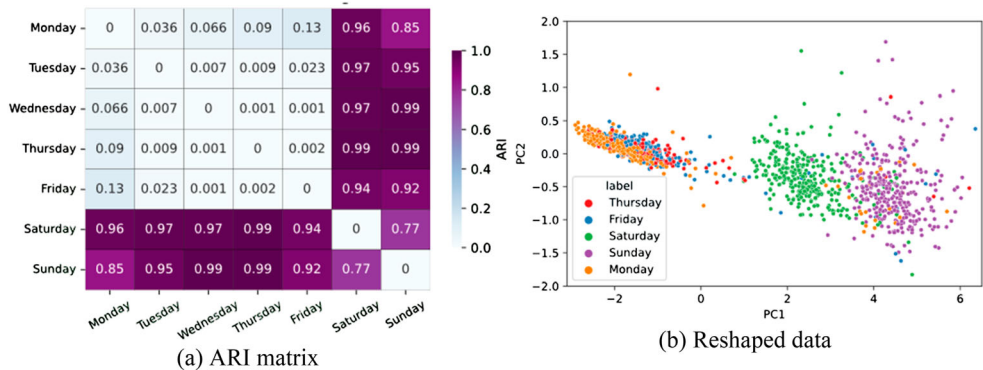 Monday 0 0.036 0.066 0.09 0.13 0.96 0.85
Tuesday 0.036 0 0.007 0.009 0.023 0.97 0.95
Wednesday 0.066 0.007 0 0.001 0.001 0.97 0.99
Thursday 0.09 0.009 0.001 0 0.002 0.99 0.99
Friday 0.13 0.023 0.001 0.002 0 0.94 0.92
Saturday 0.96 0.97 0.97 0.99 0.94 0 0.77
Sunday 0.85 0.95 0.99 0.99 0.92 0.77 0
Monday Tuesday Wednesday Thursday Friday Saturday Sunday
1.0
0.8
0.6
0.4
0.2
0.0
ARI
(a) ARI matrix
2.0
1.5
1.0
0.5
0.0
−0.5
−1.0
−1.5
−2.0
PC2
label
Thursday
Friday
Saturday
Sunday
Monday
−2 0 2 4 6
PC1
(b) Reshaped data